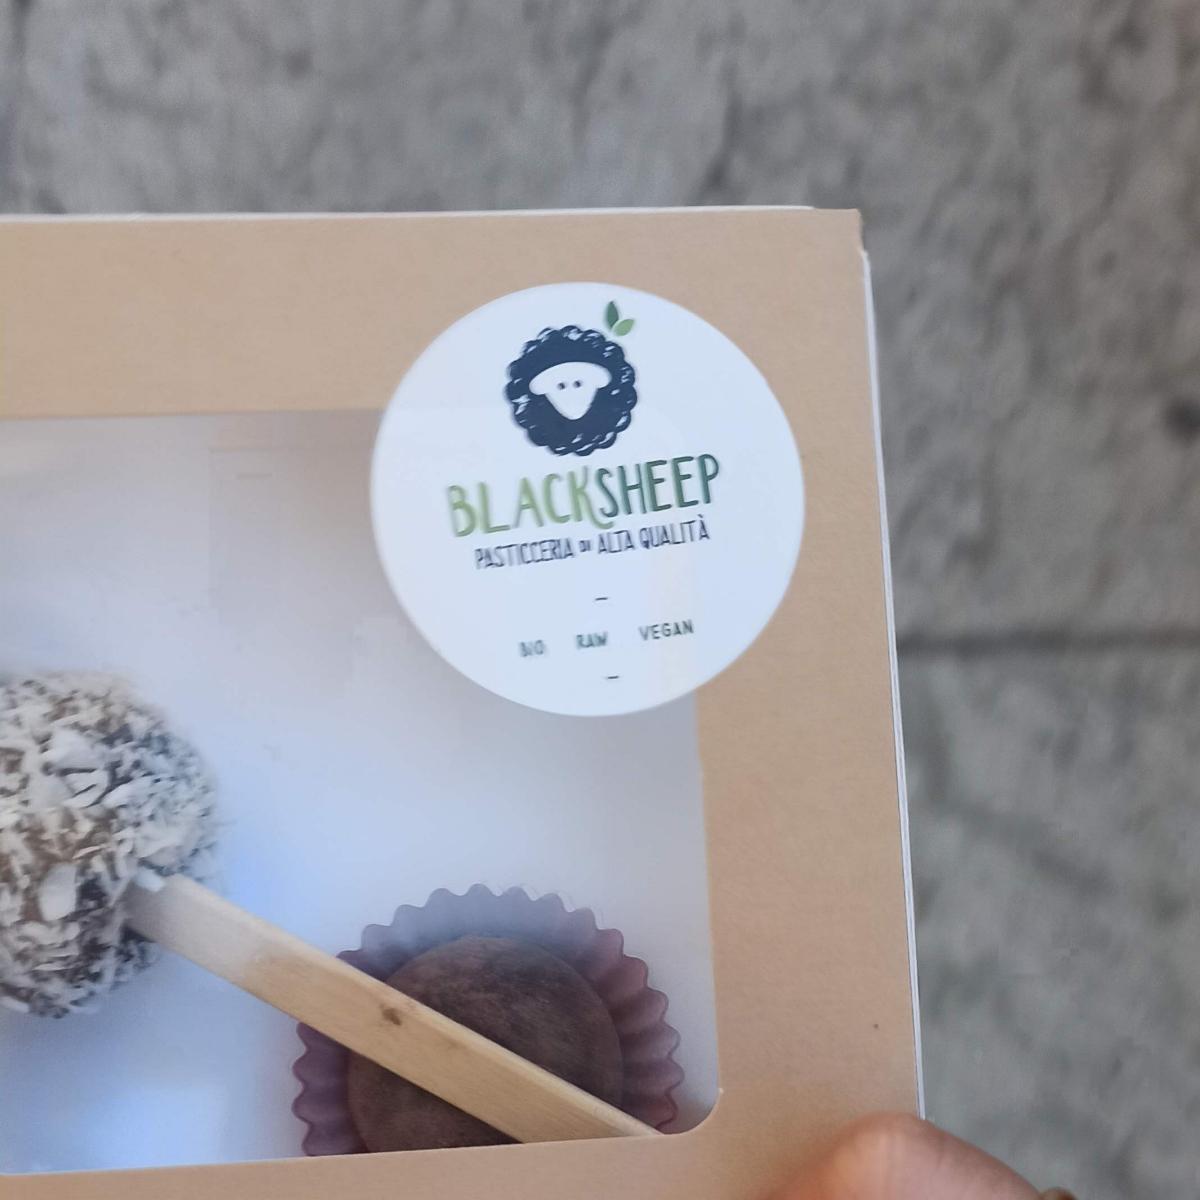 BLACKSHEEP
PASTICCERIA DI ALTA QUALITÀ
BIO RAW VEGAN